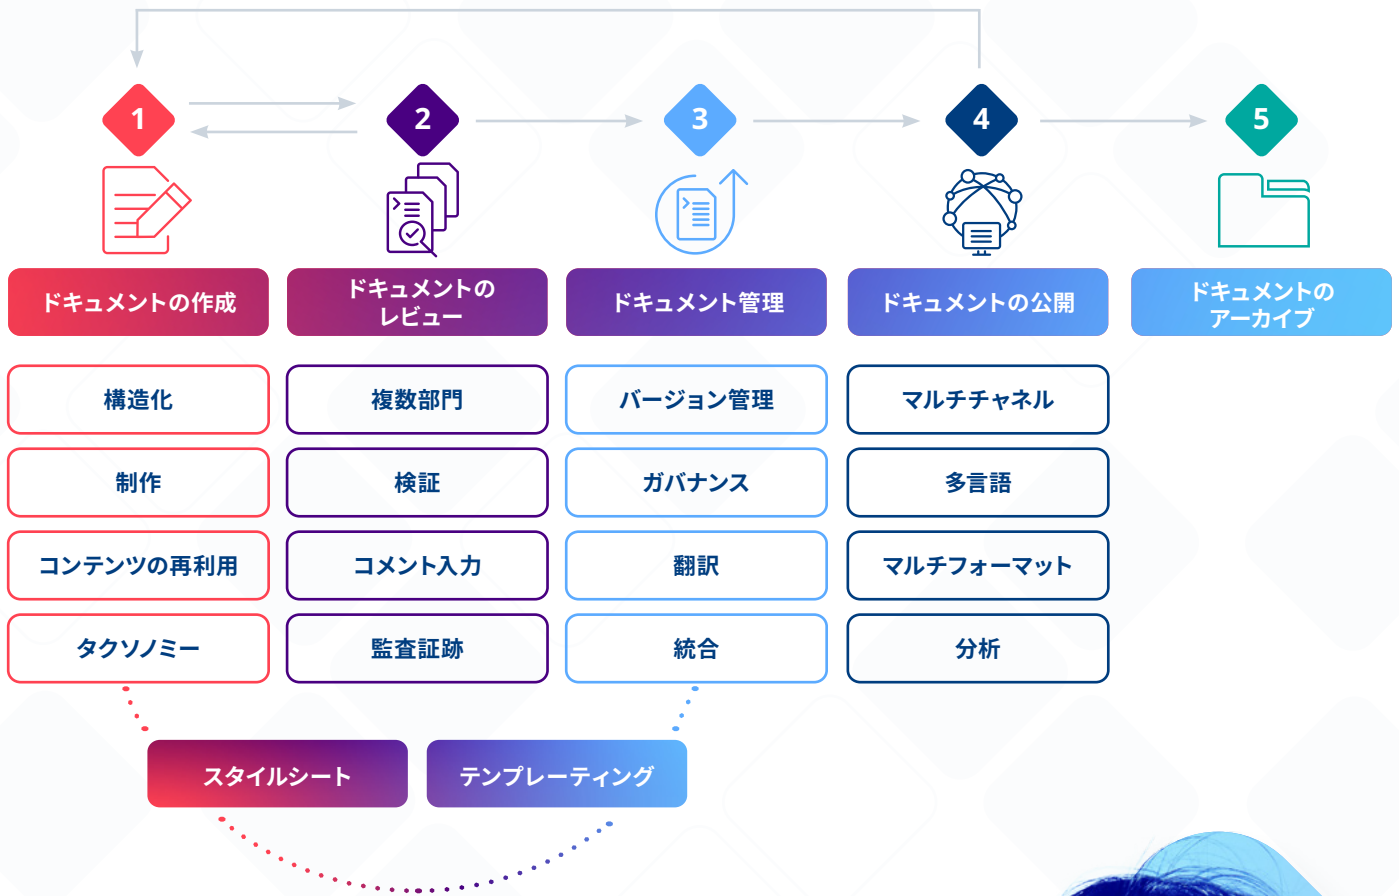 1
2
3
4
5
ドキュメントの作成
ドキュメントの
レビュー
ドキュメント管理
ドキュメントの公開
ドキュメントの
アーカイブ
構造化
複数部門
バージョン管理
マルチチャネル
制作
検証
ガバナンス
多言語
コンテンツの再利用
コメント入力
翻訳
マルチフォーマット
タクソノミー
監査証跡
統合
分析
スタイルシート
テンプレーティング